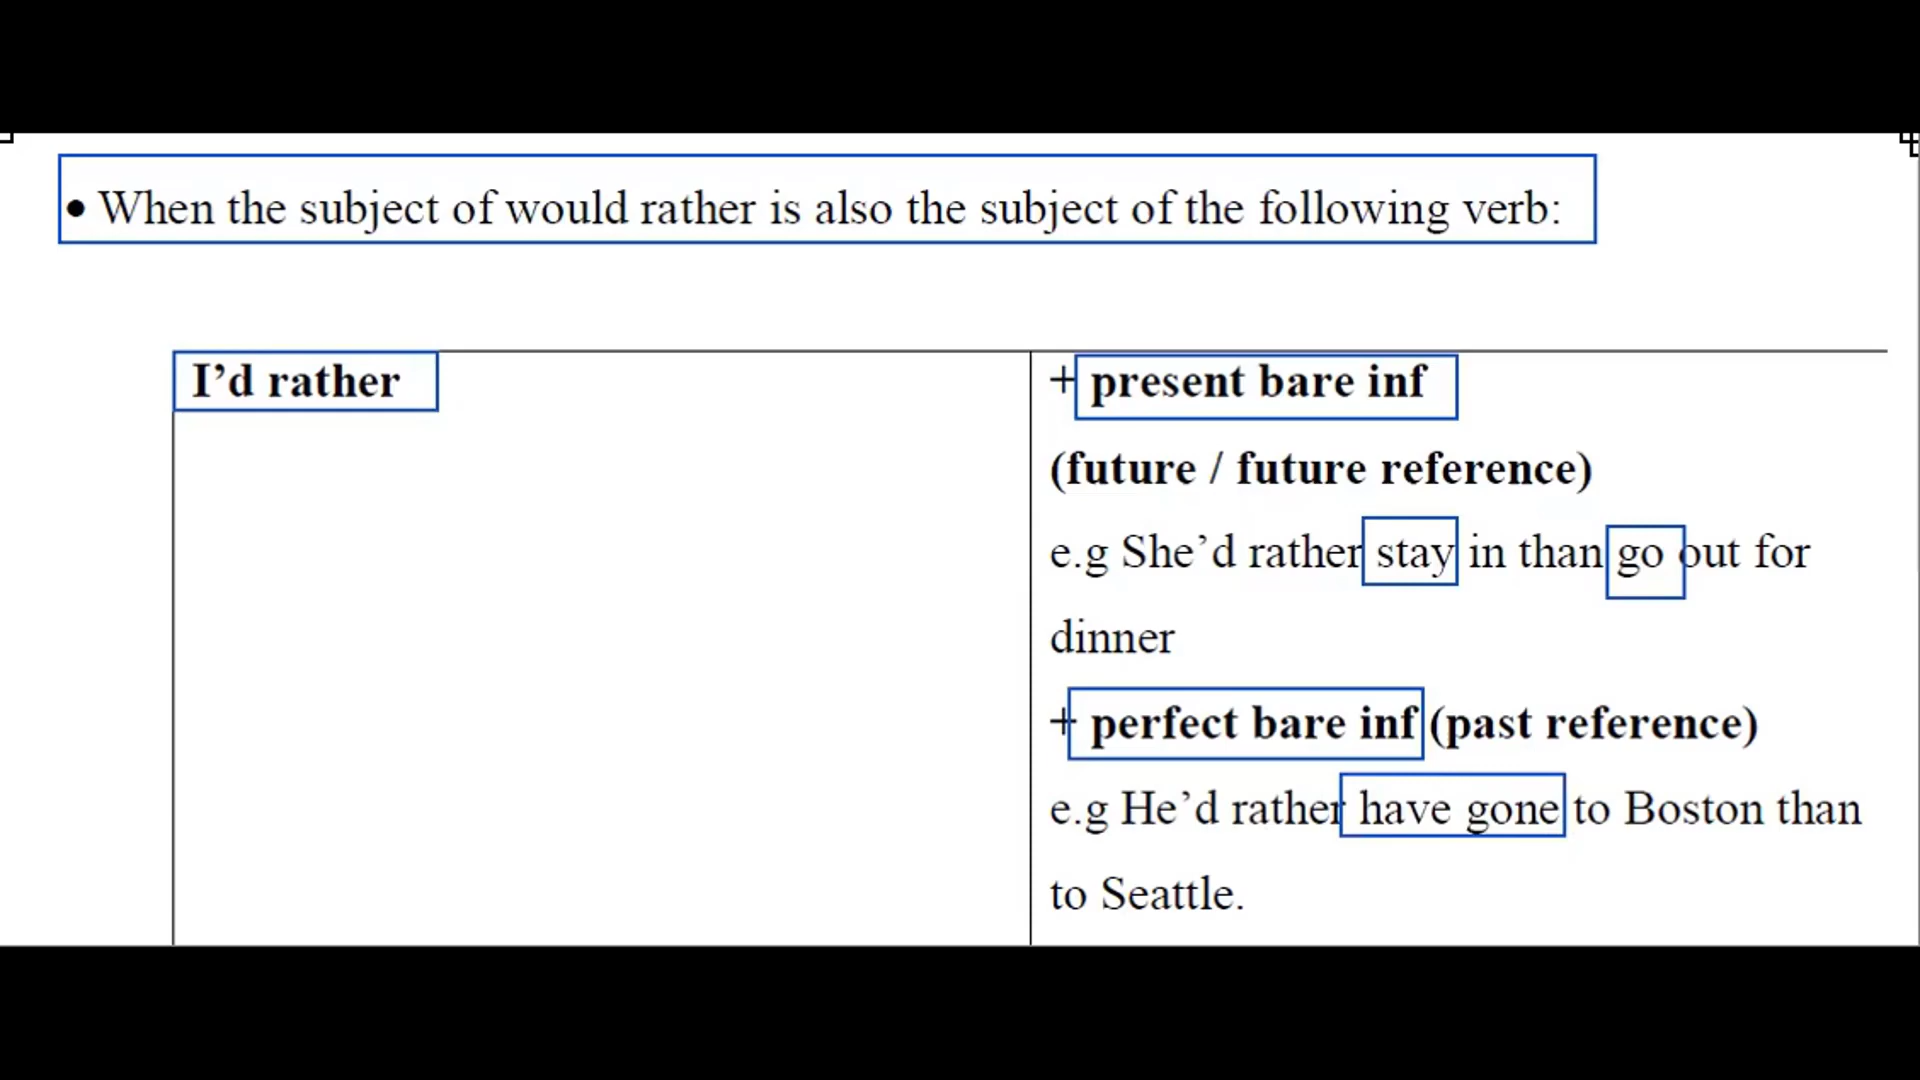 • When the subject of would rather is also the subject of the following verb:
I’d rather
+ present bare inf
(future / future reference)
e.g She’d rather stay in than go out for
dinner
+ perfect bare inf (past reference)
e.g He’d rather have gone to Boston than
to Seattle.